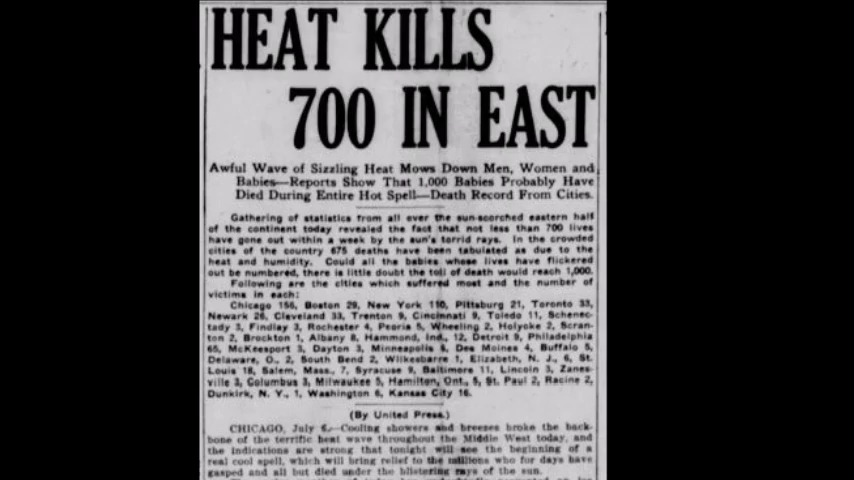 HEAT KILLS
700 IN EAST
Awful Wave of Sizzling Heat Mows Down Men, Women and
Babies—Reports Show That 1,000 Babies Probably Have
Died During Entire Hot Spell—Death Record From Cities.
Gathering of statistics from all ever the sun-scorched eastern half
of the continent today revealed the fact that not less than 700 lives
have gone out within a week by the sun's torrid rays. In the crowded
cities of the country 675 deaths have been tabulated as due to the
heat and humidity. Could all the babies whose lives have flickered
out be numbered, there is little doubt the toll of death would reach 1,000.
Following are the cities which suffered most and the number of
victims in each:
Chicago 156, Boston 29, New York 110, Pittsburg 21, Toronto 33,
Newark 26, Cleveland 33, Trenton 9, Cincinnati 9, Toledo 11, Schenec-
tady 3, Findlay 3, Rochester 4, Peoria 5, Wheeling 2, Holyoke 2, Scran-
ton 2, Brockton 1, Albany 8, Hammond, Ind., 12, Detroit 9, Philadelphia
65, McKeesport 3, Dayton 3, Minneapolis 6, Des Moines 4, Buffalo 5,
Delaware, O., 2, South Bend 2, Wilkesbarre 1, Elizabeth, N. J., 6, St.
Louis 18, Salem, Mass., 7, Syracuse 9, Baltimore 11, Lincoln 3, Zanes-
ville 3, Columbus 3, Milwaukee 5, Hamilton, Ont., 5, St. Paul 2, Racine 2,
Dunkirk, N. Y., 1, Washington 6, Kansas City 16.
(By United Press.)
CHICAGO, July 6.—Cooling showers and breezes broke the back-
bone of the terrific heat wave throughout the Middle West today, and
the indications are strong that tonight will see the beginning of a
real cool spell, which will bring relief to the millions who for days have
gasped and all but died under the blistering rays of the sun.